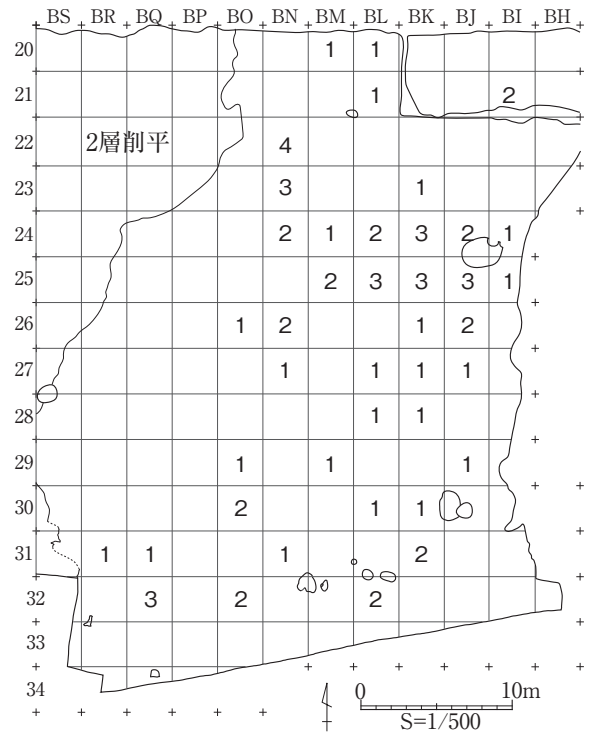 BS BR BQ BP BO BN BM BL BK BJ BI BH
20 1 1
21 1 2
22 2層削平 4
23 3 1
24 2 1 2 3 2 1
25 2 3 3 3 1
26 1 2 1 2
27 1 1 1 1
28 1 1
29 1 1 1
30 2 1 1
31 1 1 1 2
32 3 2 2
33
34
0 10m
S=1/500